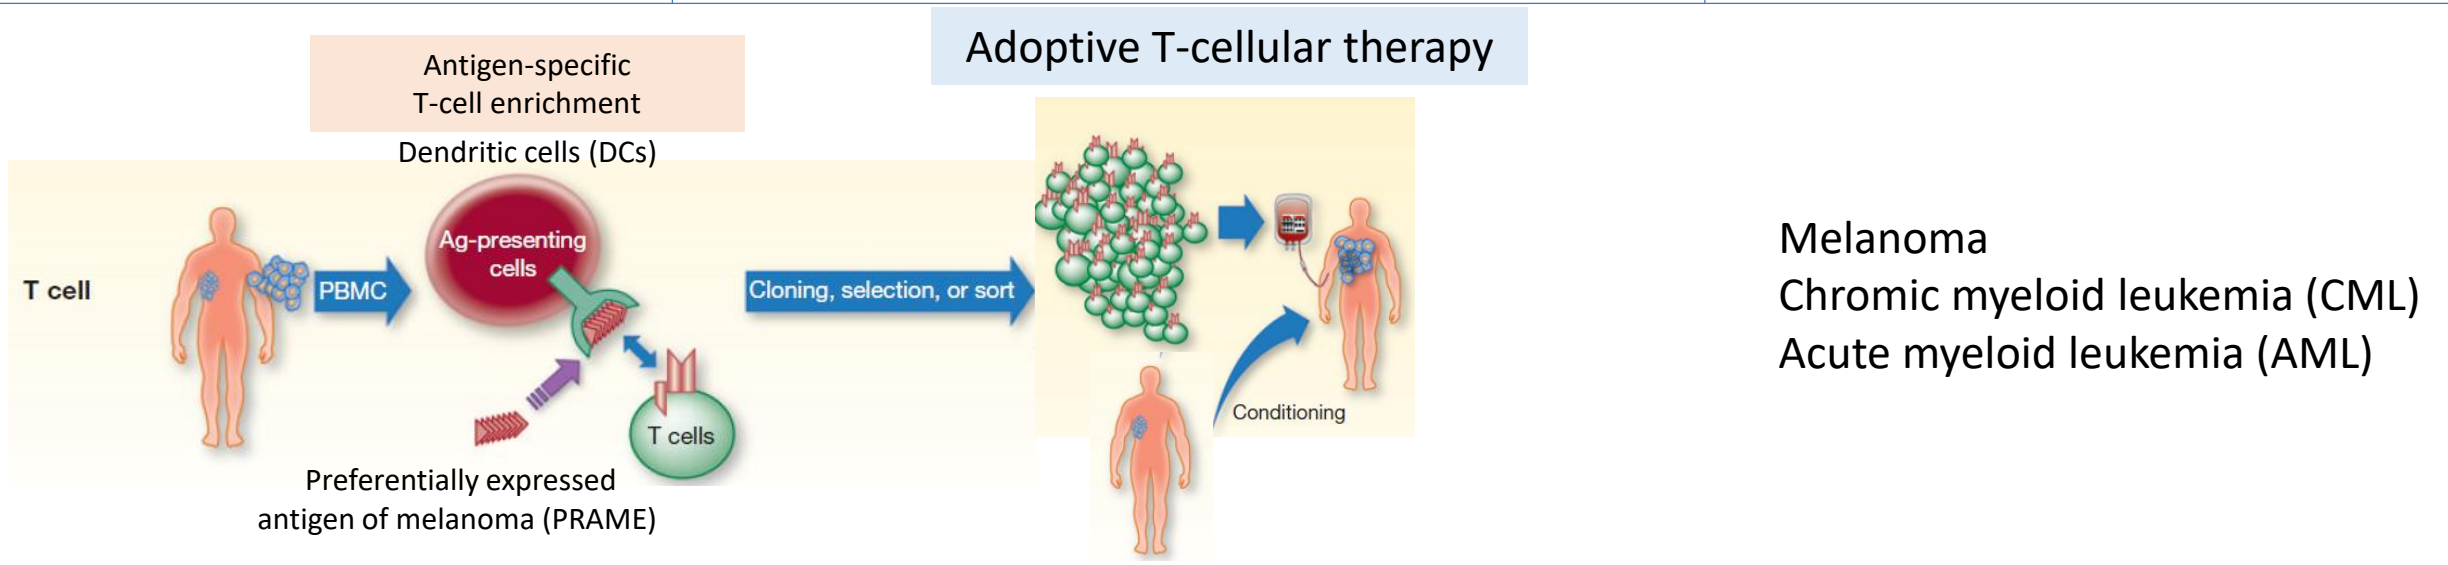 Adoptive T-cellular therapy
Antigen-specific
T-cell enrichment
Dendritic cells (DCs)
T cell
PBMC
Ag-presenting
cells
T cells
Preferentially expressed
antigen of melanoma (PRAME)
Cloning, selection, or sort
Conditioning
Melanoma
Chromic myeloid leukemia (CML)
Acute myeloid leukemia (AML)